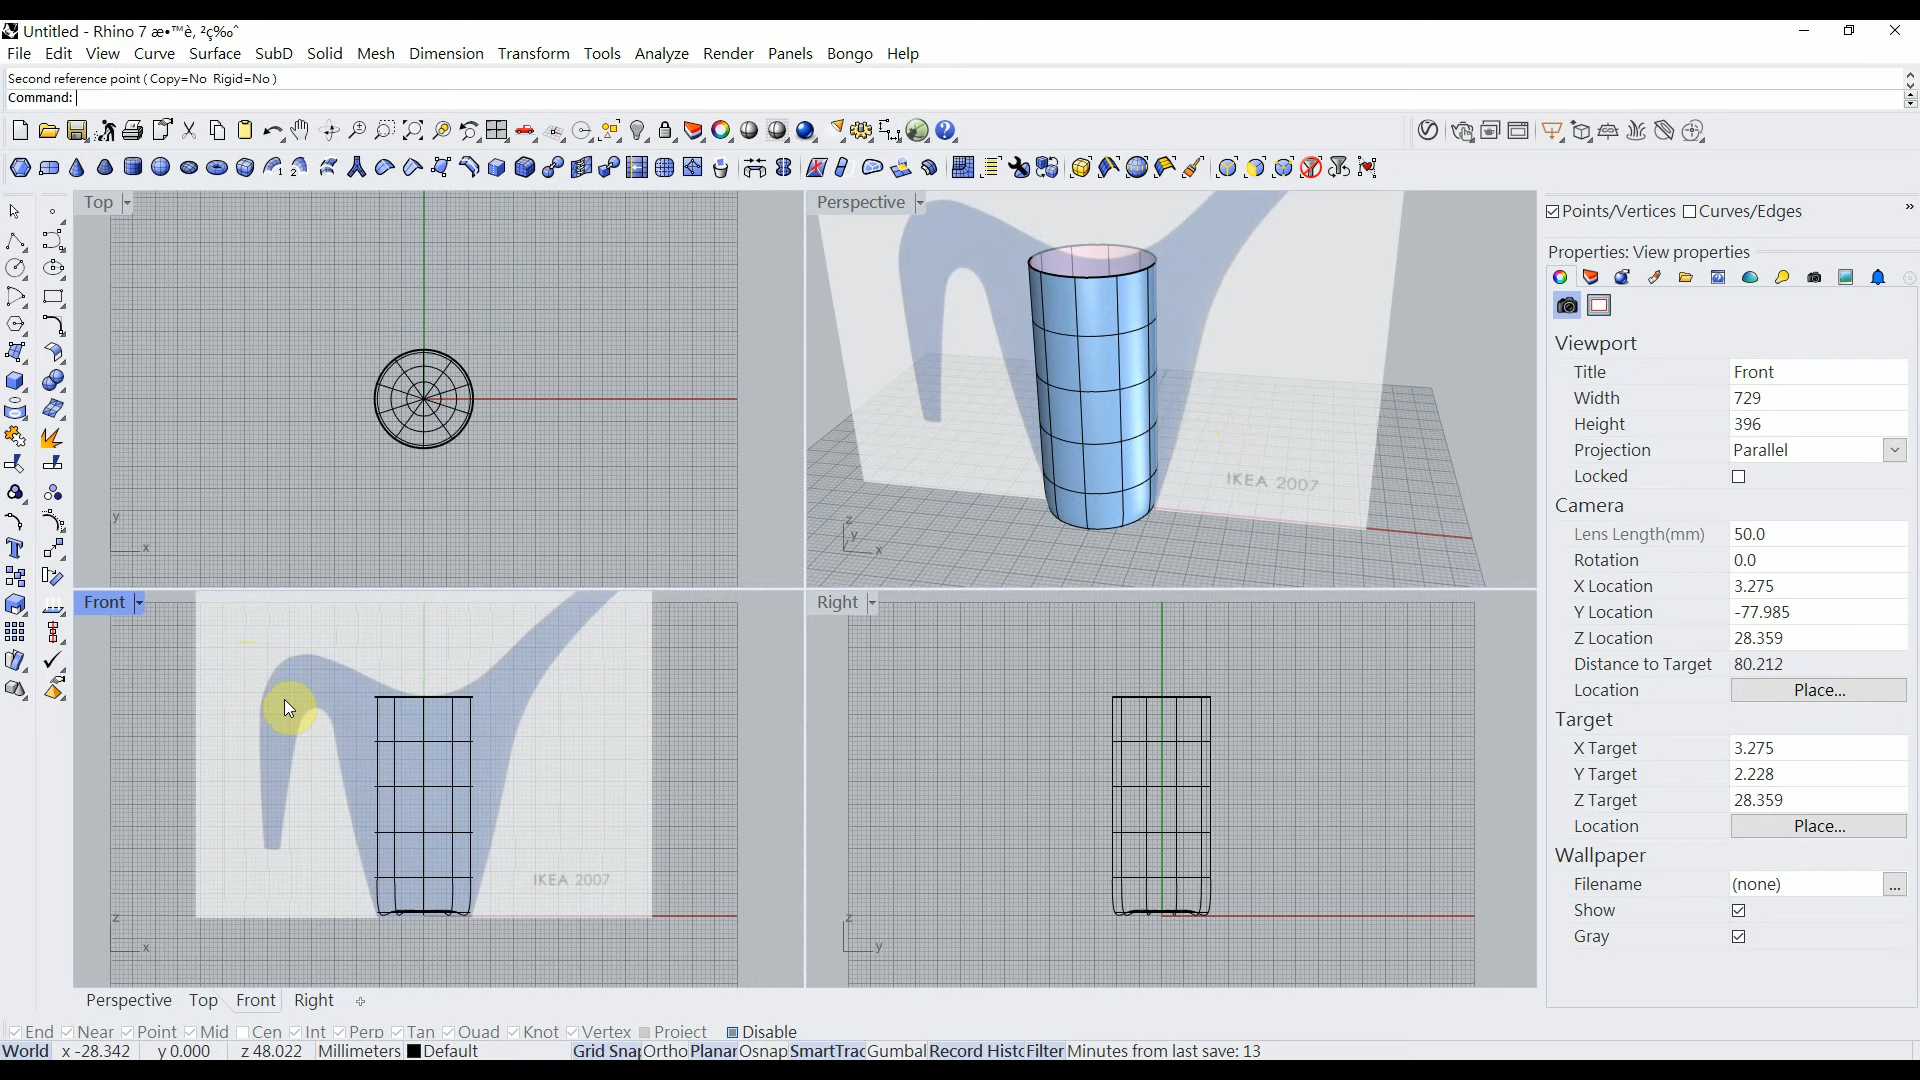 Untitled - Rhino 7 æ•™è‚²ç‰ˆ
File Edit View Curve Surface SubD Solid Mesh Dimension Transform Tools Analyze Render Panels Bongo Help
Second reference point ( Copy=No Rigid=No )
Command:
Top
Perspective
Points/Vertices Curves/Edges
Properties: View properties
Viewport
Title Front
Width 729
Height 396
Projection Parallel
Locked
Camera
Lens Length(mm) 50.0
Rotation 0.0
X Location 3.275
Y Location -77.985
Z Location 28.359
Distance to Target 80.212
Location Place...
Target
X Target 3.275
Y Target 2.228
Z Target 28.359
Location Place...
Wallpaper
Filename (none) ...
Show
Gray
IKEA 2007
y
x
z
y
x
Front
Right
IKEA 2007
z
x
z
y
Perspective Top Front Right
End Near Point Mid Cen Int Perp Tan Quad Knot Vertex Project Disable
World x -28.342 y 0.000 z 48.022 Millimeters Default Grid Snap Ortho Planar Osnap SmartTrac Gumbal Record Histo Filter Minutes from last save: 13